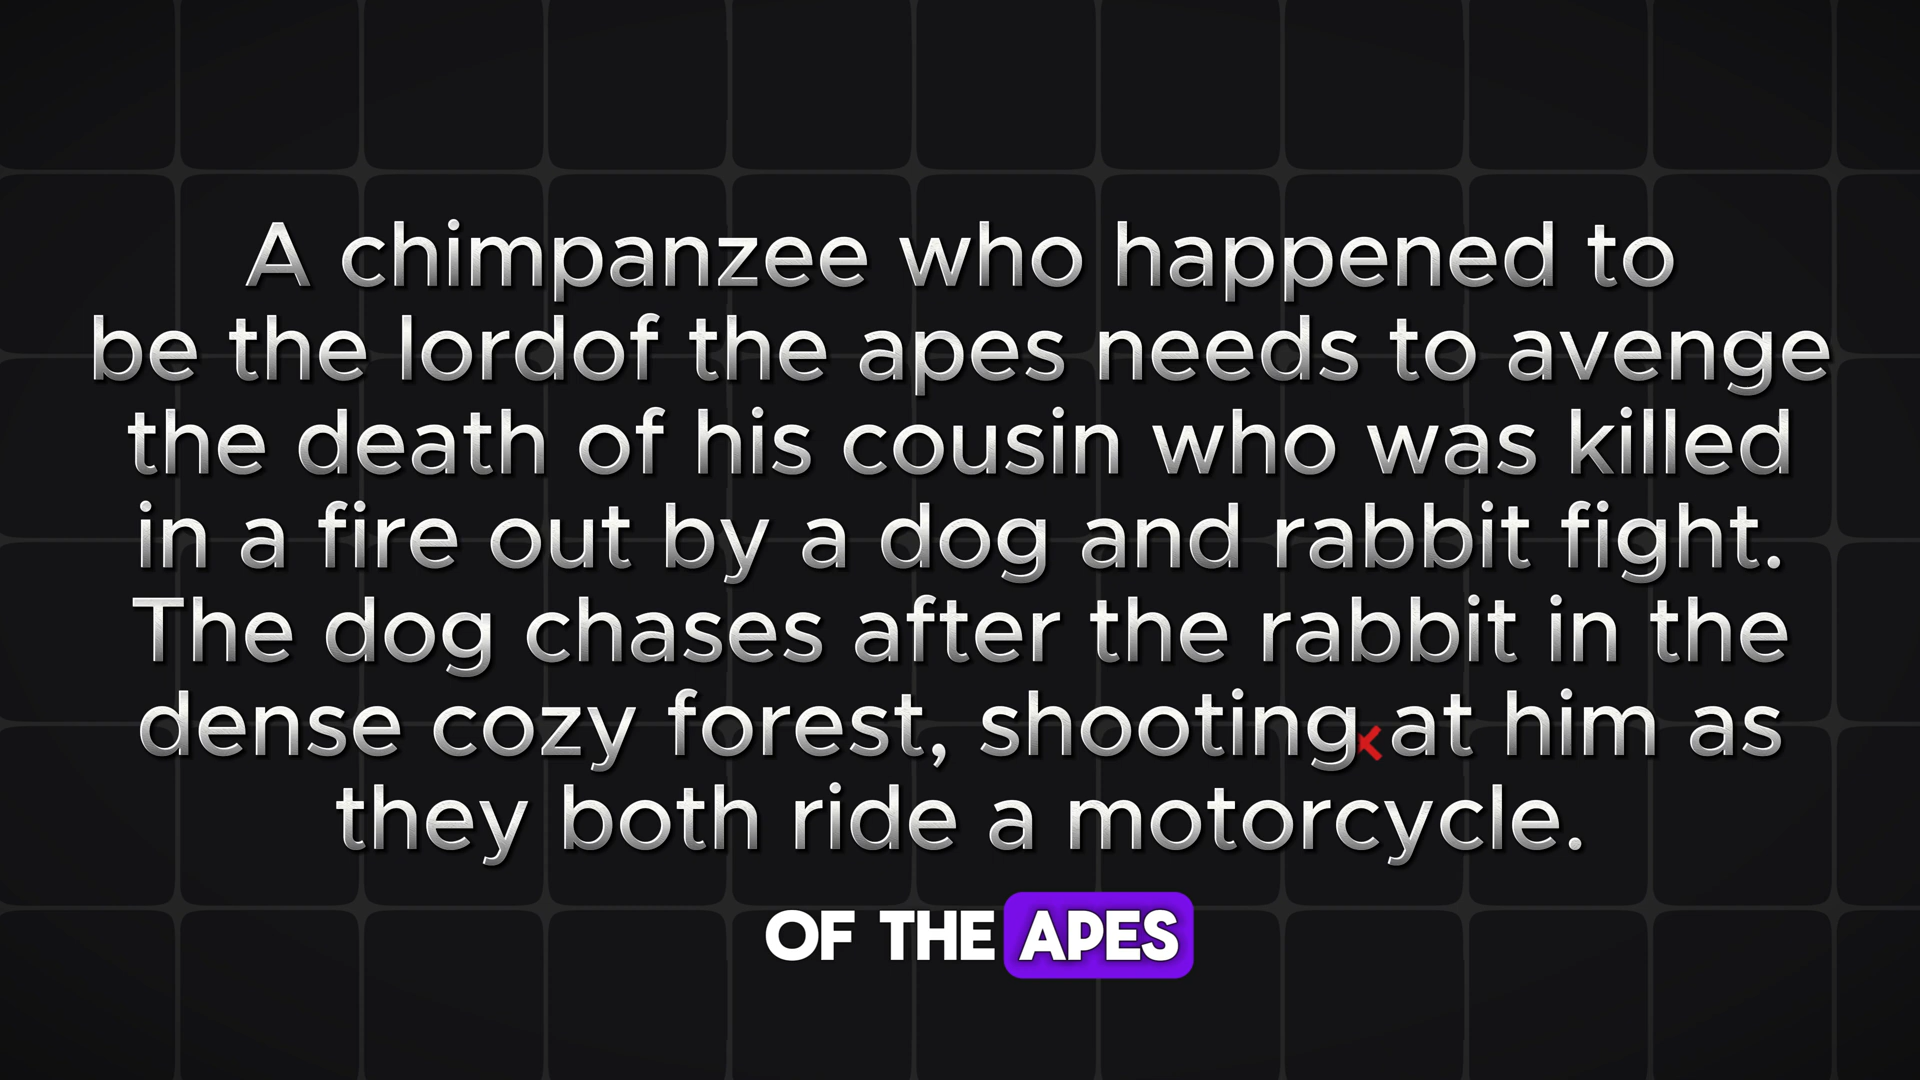 A chimpanzee who happened to
be the lordof the apes needs to avenge
the death of his cousin who was killed
in a fire out by a dog and rabbit fight.
The dog chases after the rabbit in the
dense cozy forest, shooting at him as
they both ride a motorcycle.
OF THE APES